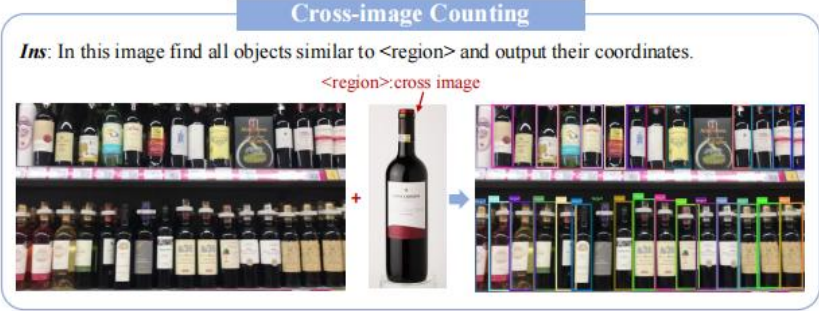 Cross-image Counting
Ins: In this image find all objects similar to <region> and output their coordinates.
<region>:cross image
+